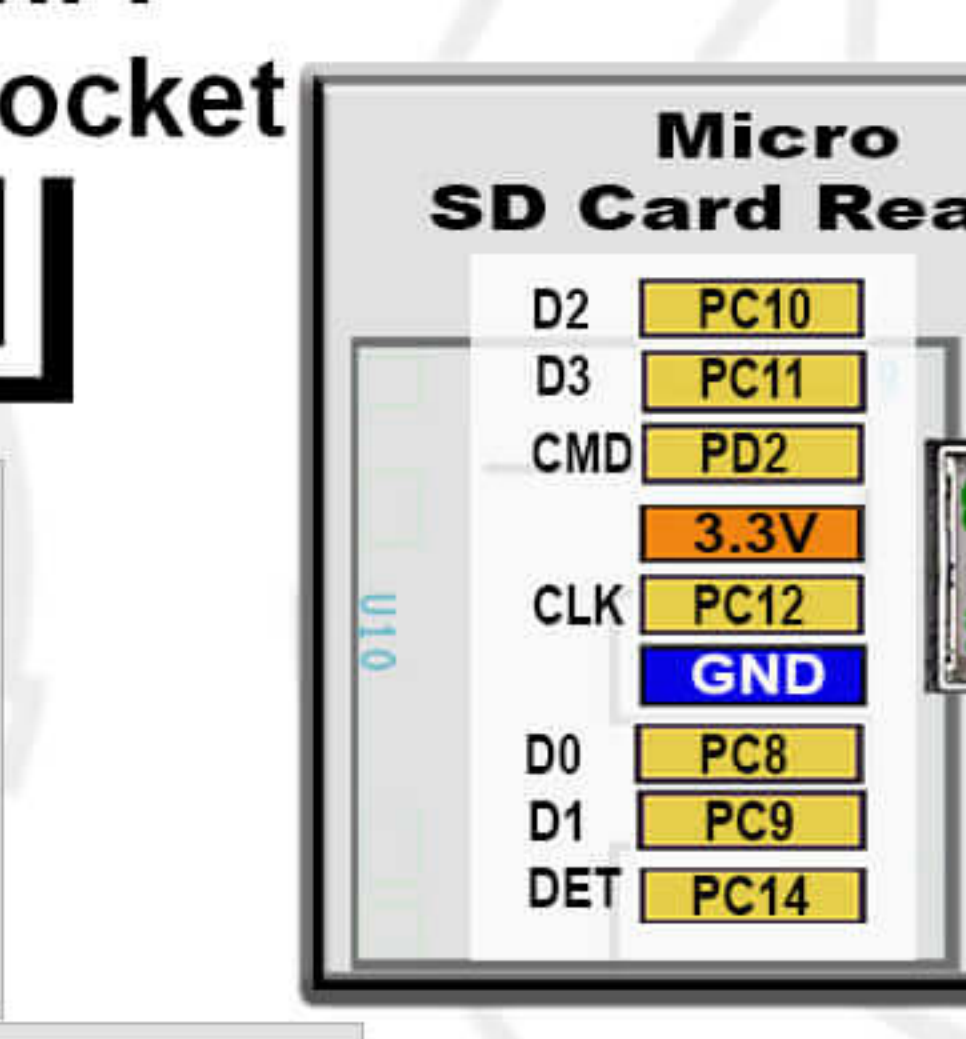 ocket
Micro
SD Card Rea
D2 PC10
D3 PC11
CMD PD2
3.3V
CLK PC12
GND
U10
D0 PC8
D1 PC9
DET PC14